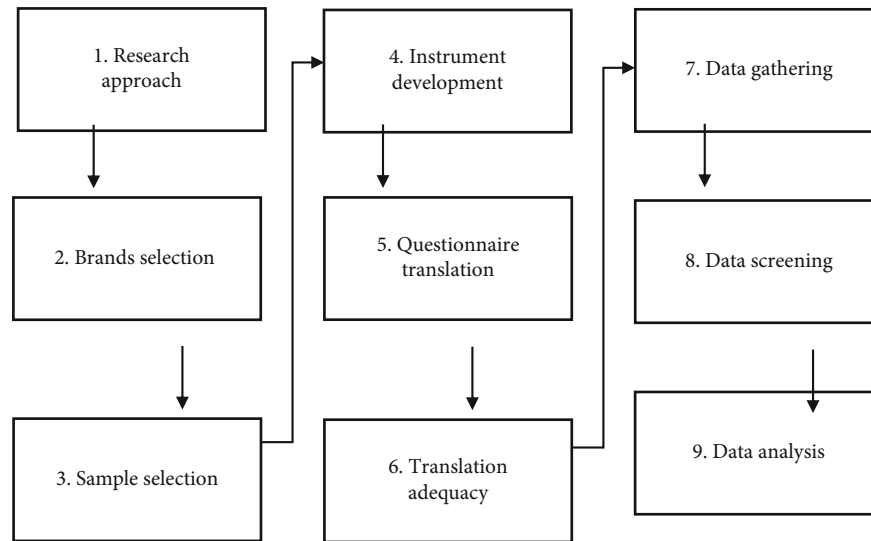 1. Research
approach
2. Brands selection
3. Sample selection
4. Instrument
development
5. Questionnaire
translation
6. Translation
adequacy
7. Data gathering
8. Data screening
9. Data analysis